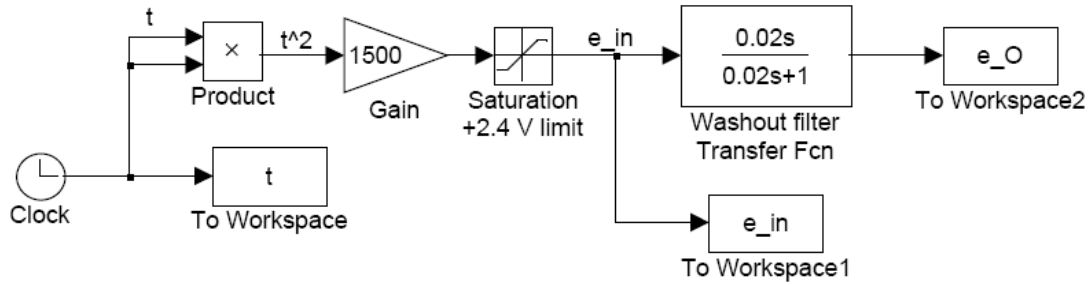 t
×
t^2
Product
1500
Gain
Saturation
+2.4 V limit
e_in
0.02s
0.02s+1
Washout filter
Transfer Fcn
e_O
To Workspace2
Clock
t
To Workspace
e_in
To Workspace1